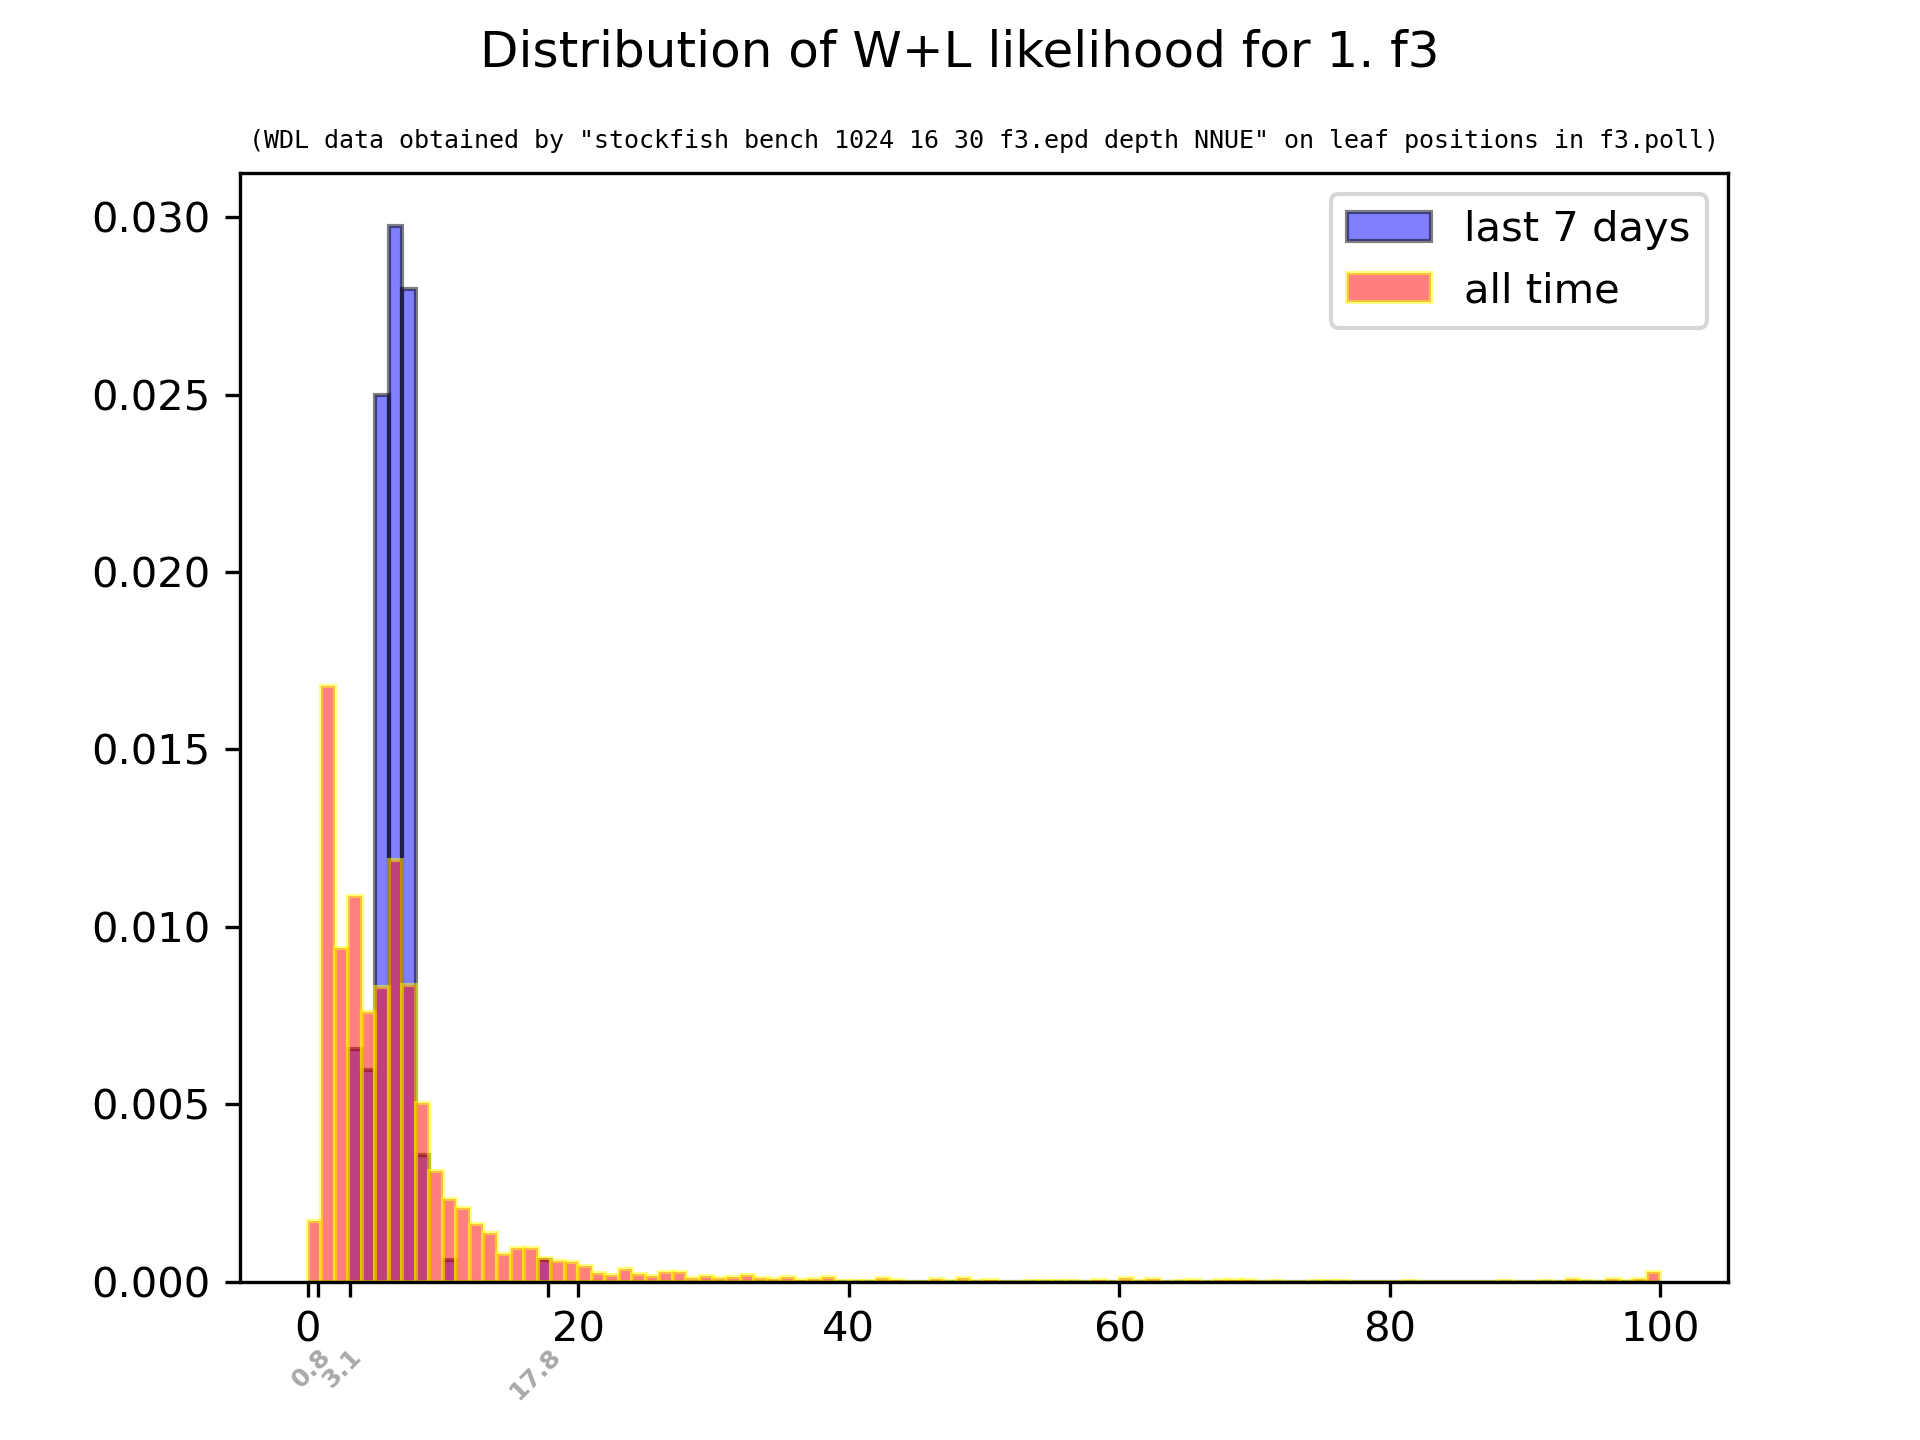 Distribution of W+L likelihood for 1. f3
(WDL data obtained by "stockfish bench 1024 16 30 f3.epd depth NNUE" on leaf positions in f3.poll)
last 7 days
all time
0.030
0.025
0.020
0.015
0.010
0.005
0.000
0 20 40 60 80 100
0.8 3.1 17.8